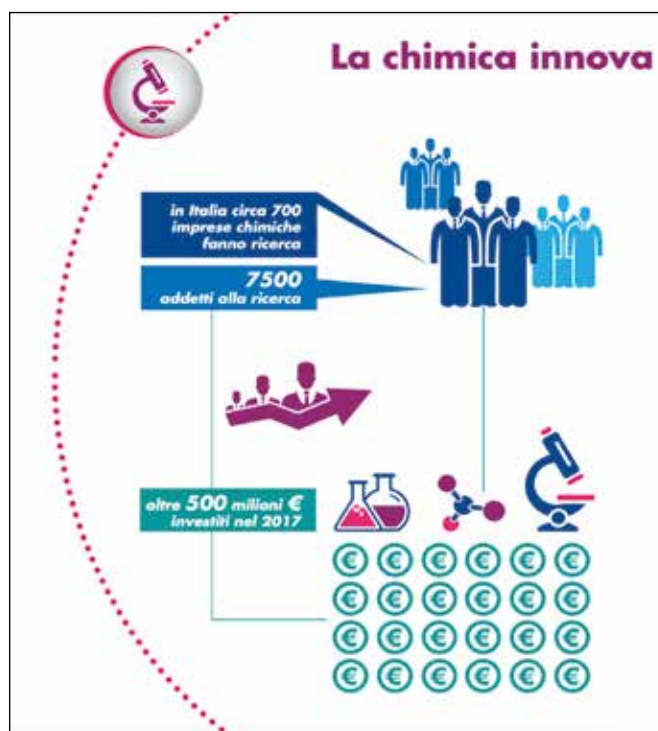 La chimica innova
in Italia circa 700
imprese chimiche
fanno ricerca
7500
addetti alla ricerca
oltre 500 milioni €
investiti nel 2017
€ € € € € €
€ € € € € €
€ € € € € €
€ € € € € €